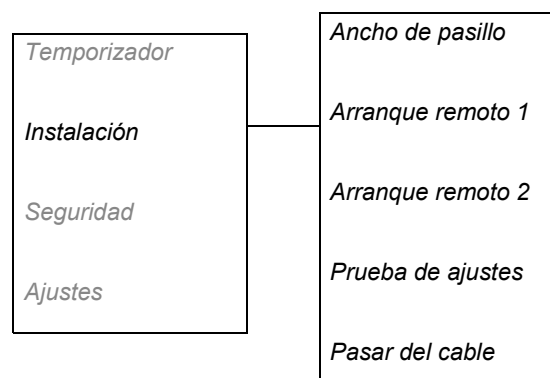 Temporizador
Instalación
Seguridad
Ajustes
Ancho de pasillo
Arranque remoto 1
Arranque remoto 2
Prueba de ajustes
Pasar del cable